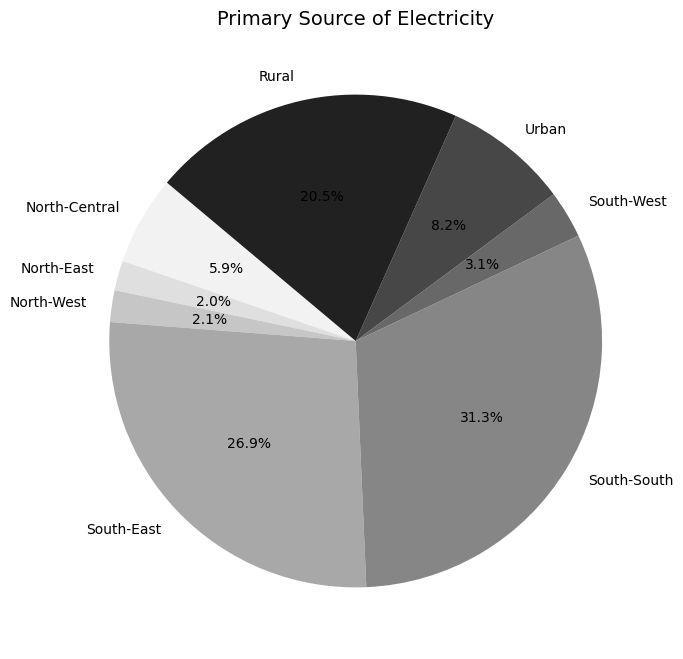 Primary Source of Electricity
Rural
Urban
South-West
North-Central
North-East
North-West
South-East
South-South
20.5%
8.2%
3.1%
5.9%
2.0%
2.1%
26.9%
31.3%